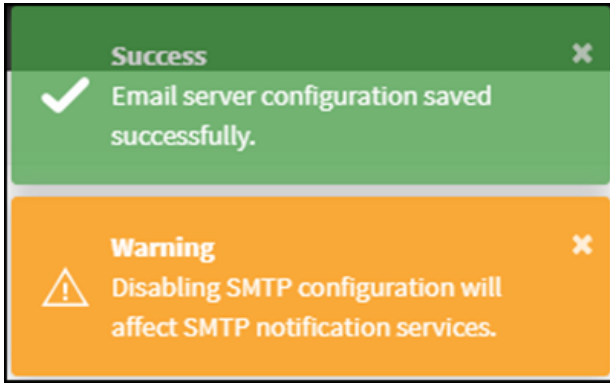 Success
Email server configuration saved
successfully.
Warning
Disabling SMTP configuration will
affect SMTP notification services.